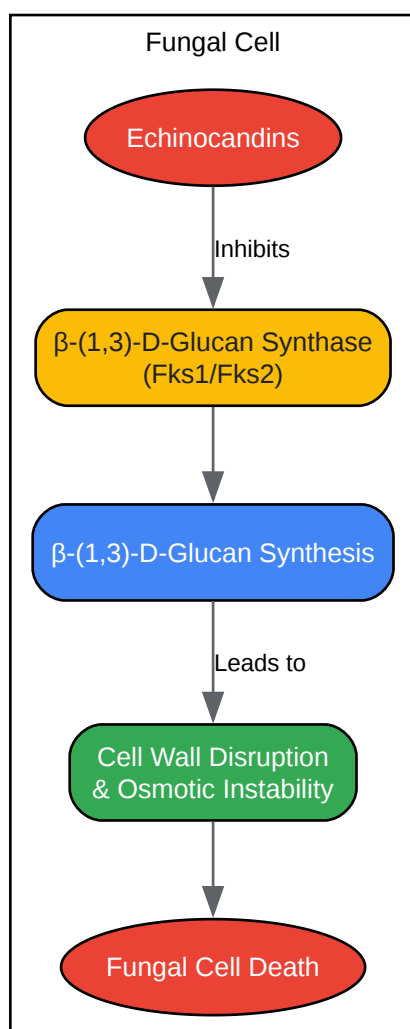 Fungal Cell
Echinocandins
Inhibits
β-(1,3)-D-Glucan Synthase
(Fks1/Fks2)
β-(1,3)-D-Glucan Synthesis
Leads to
Cell Wall Disruption
& Osmotic Instability
Fungal Cell Death